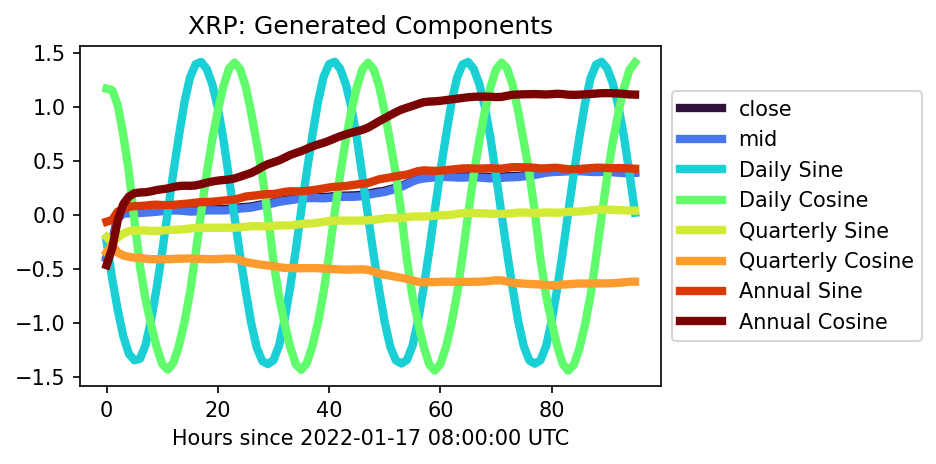 XRP: Generated Components
1.5
1.0
0.5
0.0
−0.5
−1.0
−1.5
0 20 40 60 80
Hours since 2022-01-17 08:00:00 UTC
close
mid
Daily Sine
Daily Cosine
Quarterly Sine
Quarterly Cosine
Annual Sine
Annual Cosine